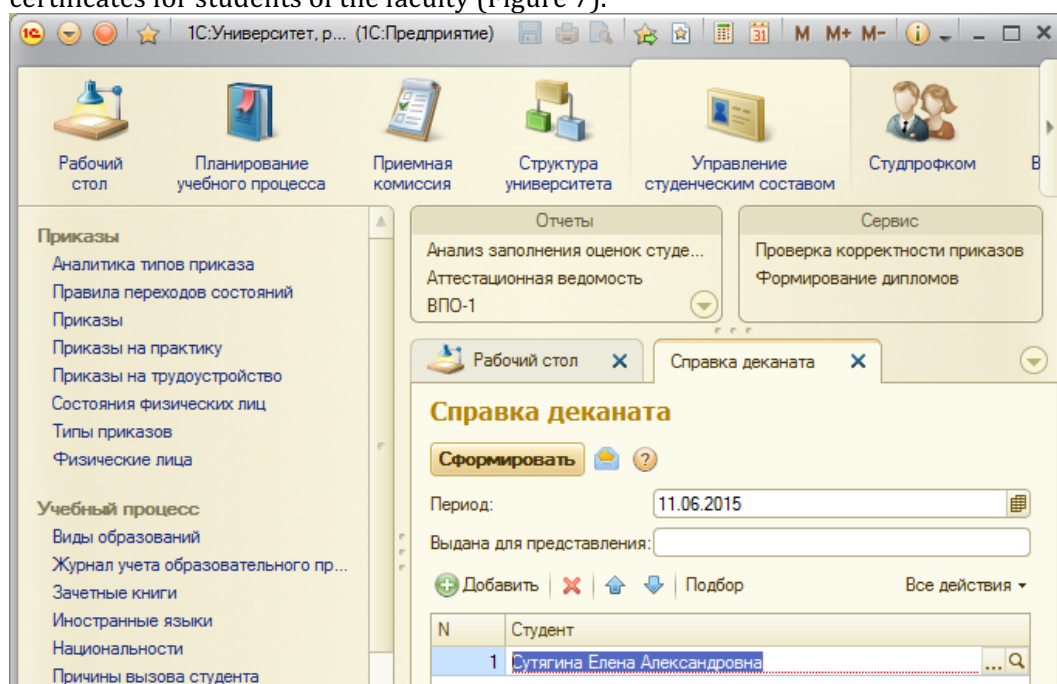 certificates for students of the faculty (Figure 7).
1С:Университет, р... (1С:Предприятие)
31 M M+ M-
Рабочий стол
Планирование учебного процесса
Приемная комиссия
Структура университета
Управление студенческим составом
Студпрофком
В
Приказы
Аналитика типов приказа
Правила переходов состояний
Приказы
Приказы на практику
Приказы на трудоустройство
Состояния физических лиц
Типы приказов
Физические лица
Учебный процесс
Виды образований
Журнал учета образовательного пр...
Зачетные книги
Иностранные языки
Национальности
Причины вызова студента
Отчеты
Анализ заполнения оценок студе...
Аттестационная ведомость
ВПО-1
Сервис
Проверка корректности приказов
Формирование дипломов
Рабочий стол
Справка деканата
Справка деканата
Сформировать
Период: 11.06.2015
Выдана для представления:
Добавить Подбор Все действия
N Студент
1 Сутягина Елена Александровна ...